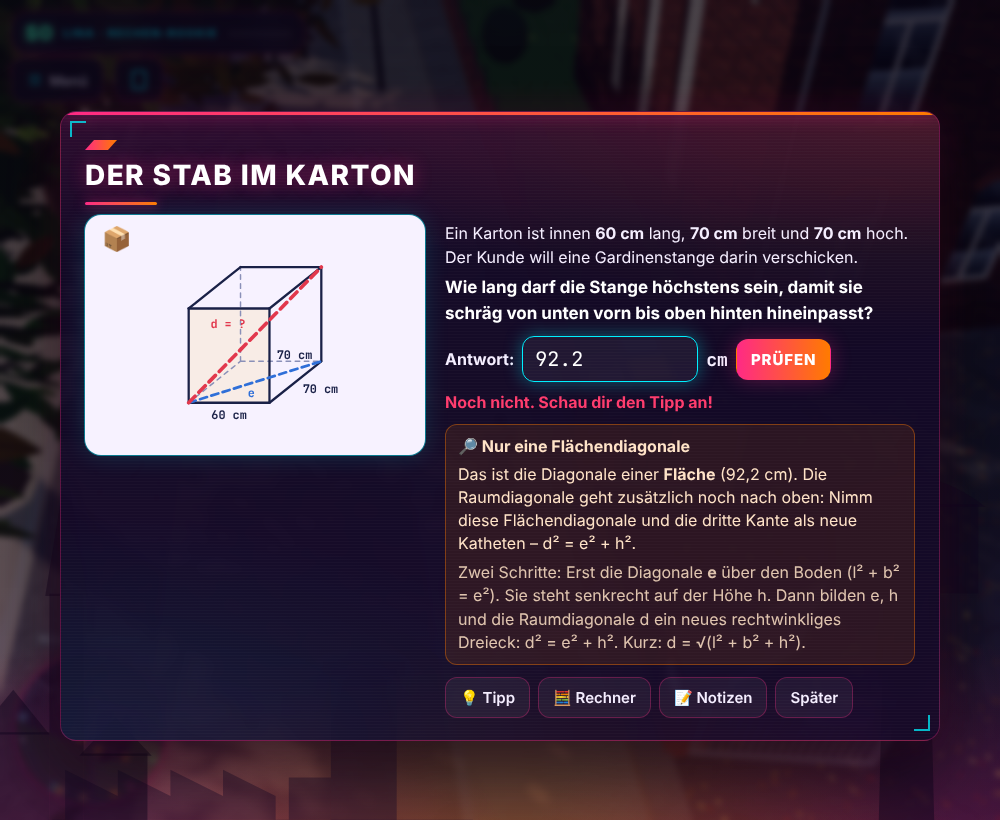 Menü
DER STAB IM KARTON
d = ?
70 cm
70 cm
e
60 cm
Ein Karton ist innen 60 cm lang, 70 cm breit und 70 cm hoch.
Der Kunde will eine Gardinenstange darin verschicken.
Wie lang darf die Stange höchstens sein, damit sie
schräg von unten vorn bis oben hinten hineinpasst?
Antwort: 92.2 cm PRÜFEN
Noch nicht. Schau dir den Tipp an!
🔎 Nur eine Flächendiagonale
Das ist die Diagonale einer Fläche (92,2 cm). Die
Raumdiagonale geht zusätzlich noch nach oben: Nimm
diese Flächendiagonale und die dritte Kante als neue
Katheten – d² = e² + h².
Zwei Schritte: Erst die Diagonale e über den Boden (l² + b²
= e²). Sie steht senkrecht auf der Höhe h. Dann bilden e, h
und die Raumdiagonale d ein neues rechtwinkliges
Dreieck: d² = e² + h². Kurz: d = √(l² + b² + h²).
💡 Tipp 🧮 Rechner 📝 Notizen Später